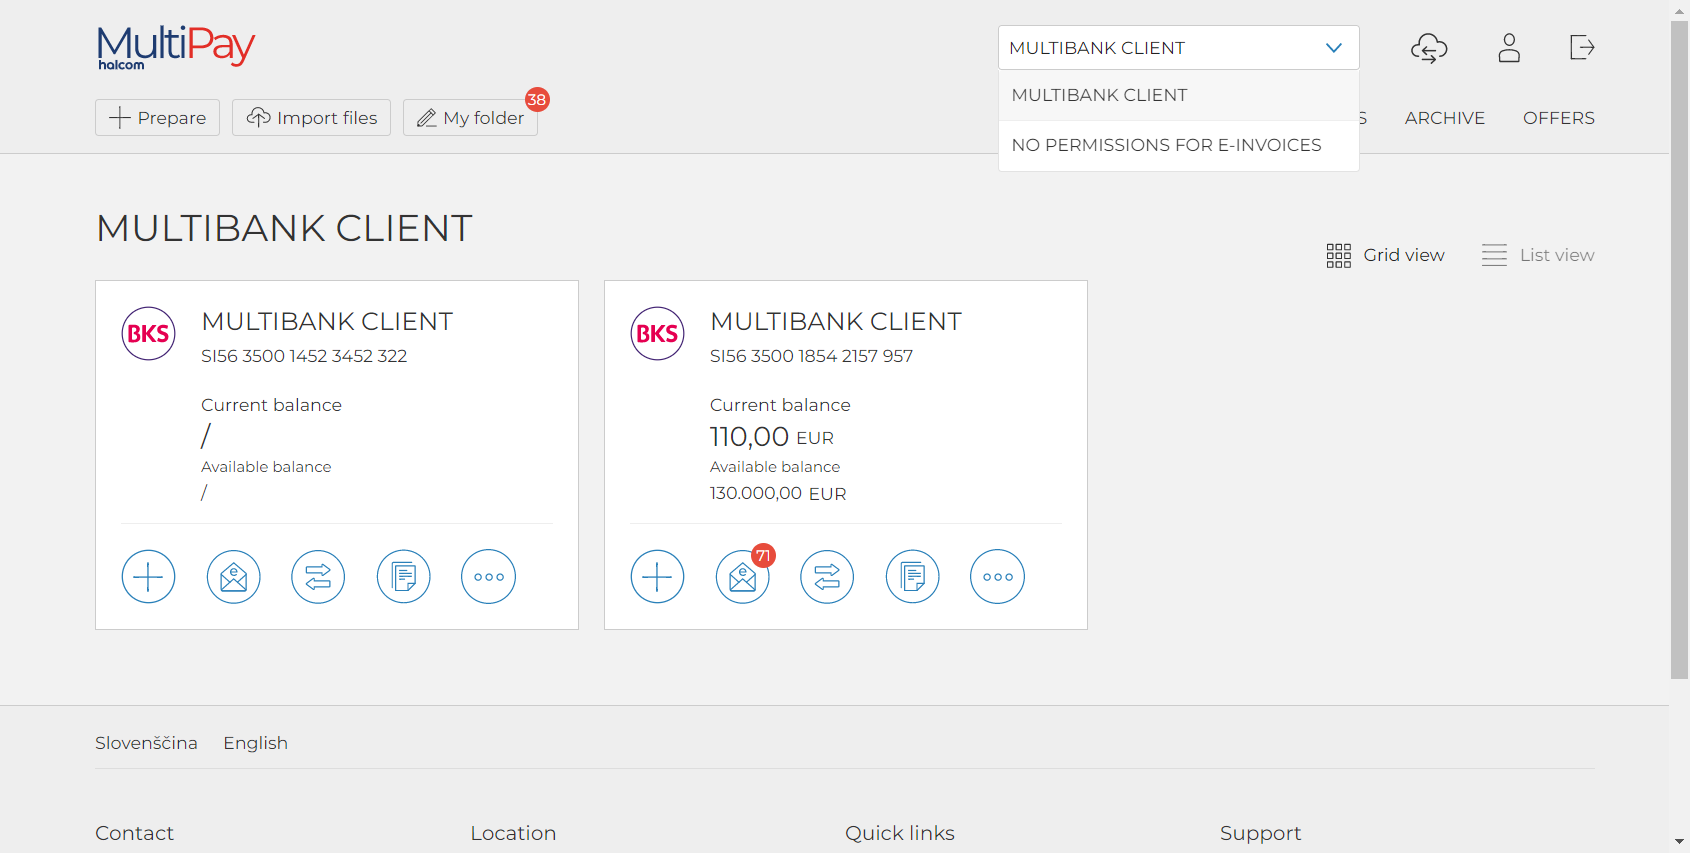 MultiPay
halcom
MULTIBANK CLIENT
MULTIBANK CLIENT
NO PERMISSIONS FOR E-INVOICES
Prepare
Import files
My folder
38
ARCHIVE
OFFERS
MULTIBANK CLIENT
Grid view
List view
BKS
MULTIBANK CLIENT
SI56 3500 1452 3452 322
Current balance
/
Available balance
/
e
BKS
MULTIBANK CLIENT
SI56 3500 1854 2157 957
Current balance
110,00 EUR
Available balance
130.000,00 EUR
71
e
Slovenščina
English
Contact
Location
Quick links
Support